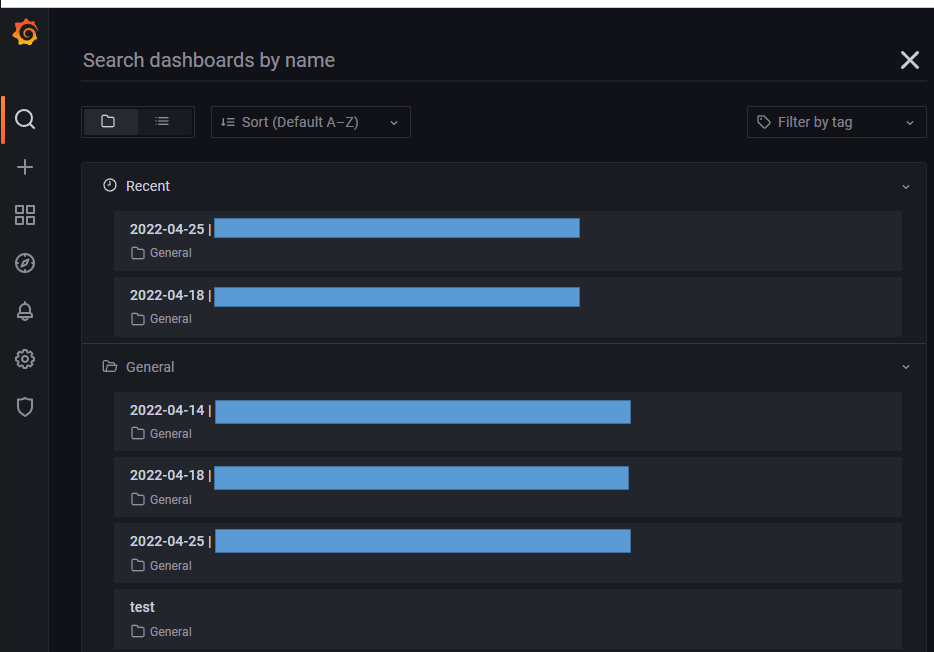 Search dashboards by name
Sort (Default A–Z)
Filter by tag
Recent
2022-04-25 |
General
2022-04-18 |
General
General
2022-04-14 |
General
2022-04-18 |
General
2022-04-25 |
General
test
General